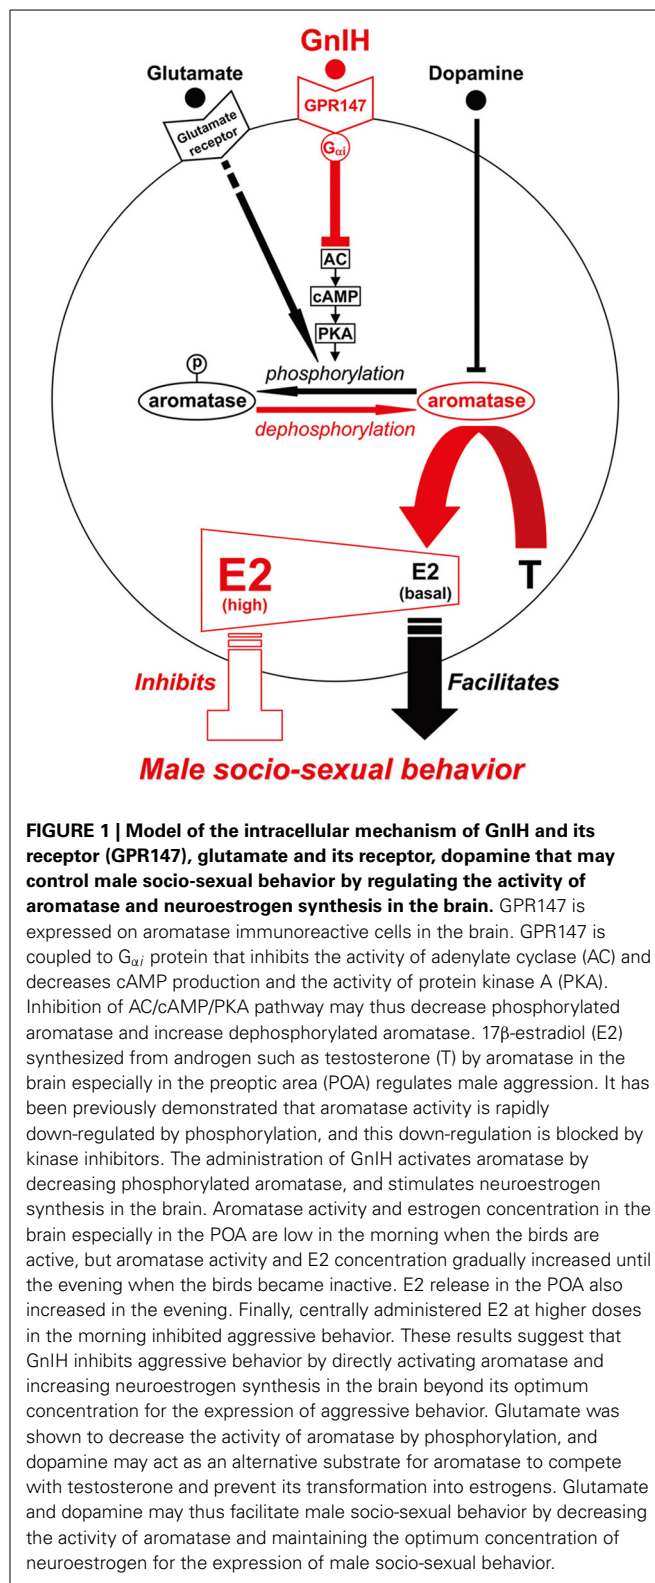 GnIH
Glutamate
Dopamine
GPR147
Glutamate
receptor
Gαi
AC
cAMP
PKA
p
phosphorylation
aromatase
aromatase
dephosphorylation
E2
(high)
E2
(basal)
T
Inhibits
Facilitates
Male socio-sexual behavior
FIGURE 1 | Model of the intracellular mechanism of GnIH and its
receptor (GPR147), glutamate and its receptor, dopamine that may
control male socio-sexual behavior by regulating the activity of
aromatase and neuroestrogen synthesis in the brain. GPR147 is
expressed on aromatase immunoreactive cells in the brain. GPR147 is
coupled to Gαi protein that inhibits the activity of adenylate cyclase (AC) and
decreases cAMP production and the activity of protein kinase A (PKA).
Inhibition of AC/cAMP/PKA pathway may thus decrease phosphorylated
aromatase and increase dephosphorylated aromatase. 17β-estradiol (E2)
synthesized from androgen such as testosterone (T) by aromatase in the
brain especially in the preoptic area (POA) regulates male aggression. It has
been previously demonstrated that aromatase activity is rapidly
down-regulated by phosphorylation, and this down-regulation is blocked by
kinase inhibitors. The administration of GnIH activates aromatase by
decreasing phosphorylated aromatase, and stimulates neuroestrogen
synthesis in the brain. Aromatase activity and estrogen concentration in the
brain especially in the POA are low in the morning when the birds are
active, but aromatase activity and E2 concentration gradually increased until
the evening when the birds became inactive. E2 release in the POA also
increased in the evening. Finally, centrally administered E2 at higher doses
in the morning inhibited aggressive behavior. These results suggest that
GnIH inhibits aggressive behavior by directly activating aromatase and
increasing neuroestrogen synthesis in the brain beyond its optimum
concentration for the expression of aggressive behavior. Glutamate was
shown to decrease the activity of aromatase by phosphorylation, and
dopamine may act as an alternative substrate for aromatase to compete
with testosterone and prevent its transformation into estrogens. Glutamate
and dopamine may thus facilitate male socio-sexual behavior by decreasing
the activity of aromatase and maintaining the optimum concentration of
neuroestrogen for the expression of male socio-sexual behavior.